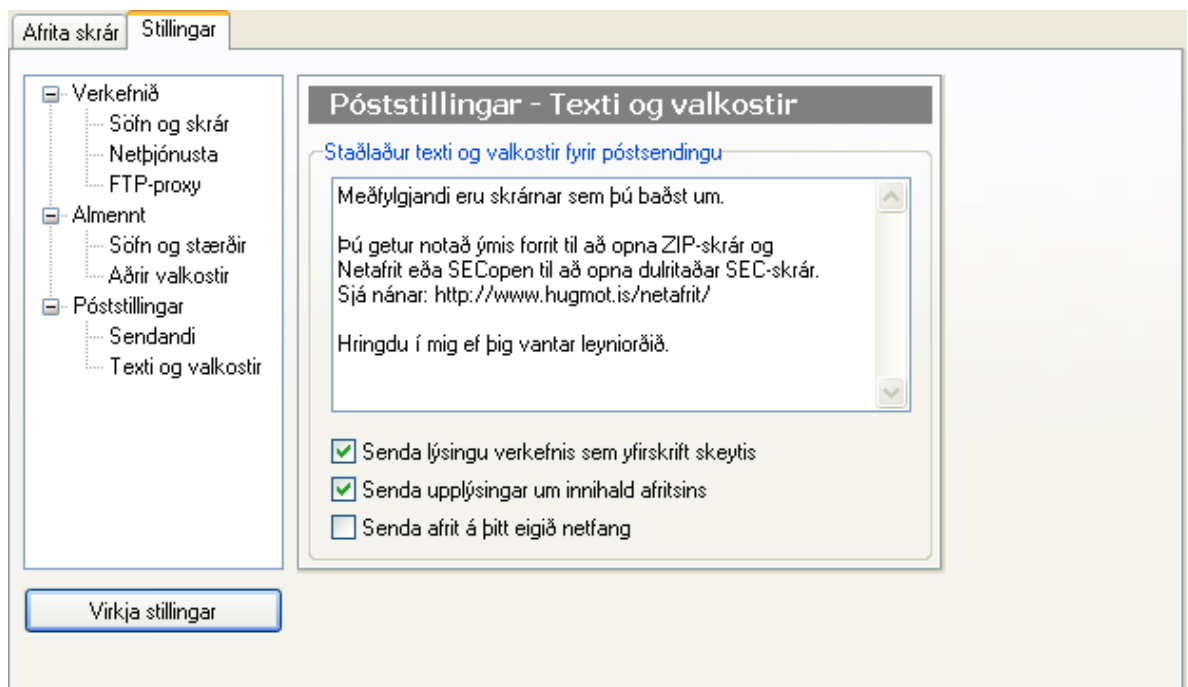 Afrita skrár
Stillingar
Verkefnið
Söfn og skrár
Netþjónusta
FTP-proxy
Almennt
Söfn og stærðir
Aðrir valkostir
Póststillingar
Sendandi
Texti og valkostir
Virkja stillingar
Póststillingar - Texti og valkostir
Staðlaður texti og valkostir fyrir póstsendingu
Meðfylgjandi eru skrárnar sem þú baðst um.
Þú getur notað ýmis forrit til að opna ZIP-skrár og
Netafrit eða SECopen til að opna dulritaðar SEC-skrár.
Sjá nánar: http://www.hugmot.is/netafrit/
Hringdu í mig ef þig vantar leyniorðið.
Senda lýsingu verkefnis sem yfirskrift skeytis
Senda upplýsingar um innihald afritsins
Senda afrit á þitt eigið netfang